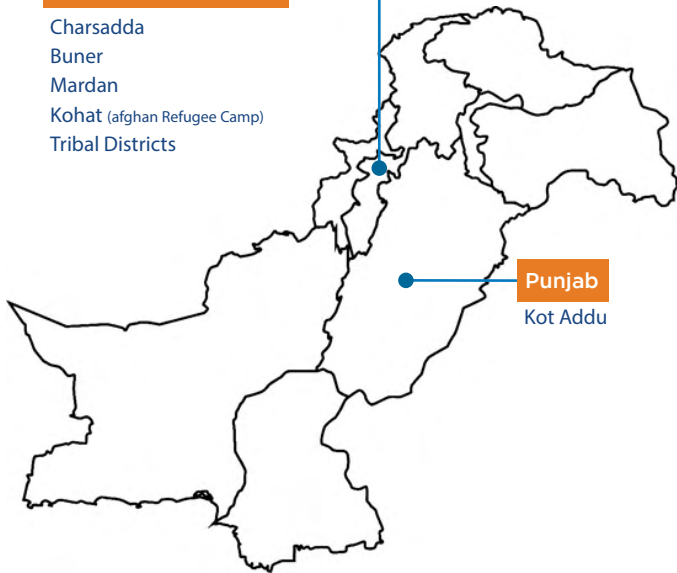 Charsadda
Buner
Mardan
Kohat (afghan Refugee Camp)
Tribal Districts
Punjab
Kot Addu